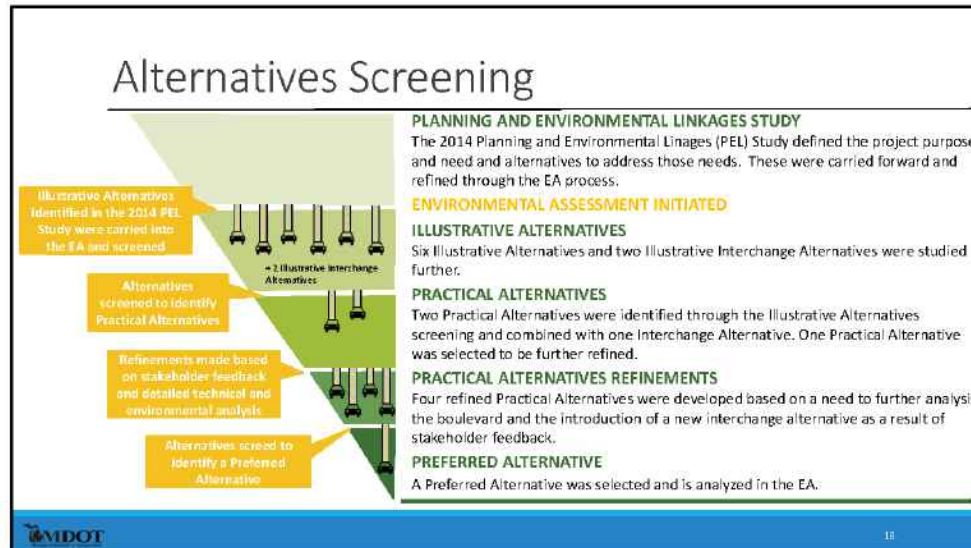 Alternatives Screening
PLANNING AND ENVIRONMENTAL LINKAGES STUDY
The 2014 Planning and Environmental Linages (PEL) Study defined the project purpose
and need and alternatives to address those needs. These were carried forward and
refined through the EA process.
ENVIRONMENTAL ASSESSMENT INITIATED
ILLUSTRATIVE ALTERNATIVES
Six Illustrative Alternatives and two Illustrative Interchange Alternatives were studied
further.
PRACTICAL ALTERNATIVES
Two Practical Alternatives were identified through the Illustrative Alternatives
screening and combined with one Interchange Alternative. One Practical Alternative
was selected to be further refined.
PRACTICAL ALTERNATIVES REFINEMENTS
Four refined Practical Alternatives were developed based on a need to further analysis
the boulevard and the introduction of a new interchange alternative as a result of
stakeholder feedback.
PREFERRED ALTERNATIVE
A Preferred Alternative was selected and is analyzed in the EA.
Illustrative Alternatives
Identified in the 2014 PEL
Study were carried into
the EA and screened
+ 2 Illustrative Interchange
Alternatives
Alternatives
screened to identify
Practical Alternatives
Refinements made based
on stakeholder feedback
and detailed technical and
environmental analysis
Alternatives screed to
identify a Preferred
Alternative
MDOT